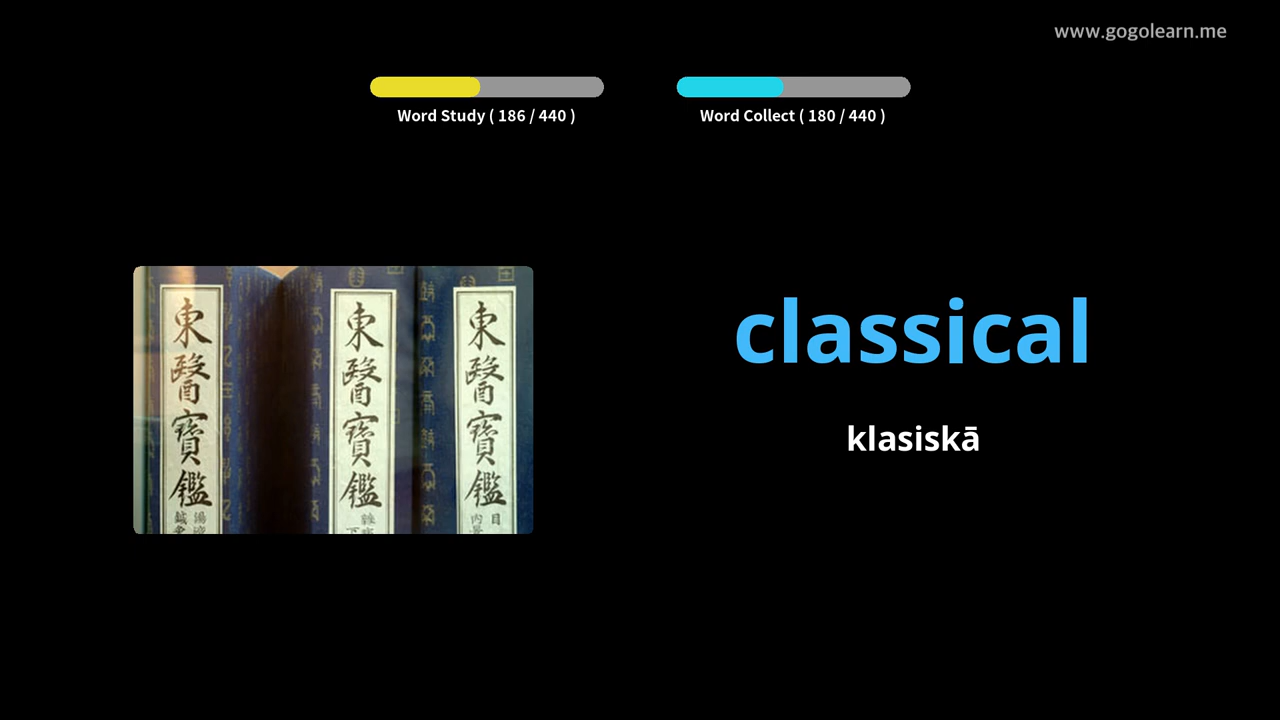 www.gogolearn.me
Word Study ( 186 / 440 )
Word Collect ( 180 / 440 )
東醫寶鑑
東醫寶鑑
東醫寶鑑
classical
klasiskā